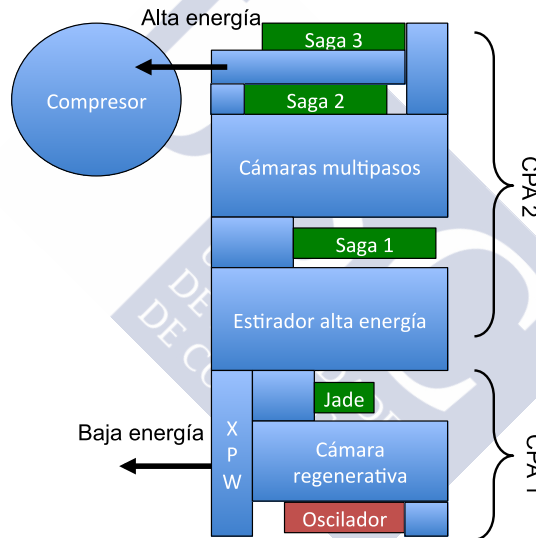 Alta energía
Saga 3
Compresor
Saga 2
Cámaras multipasos
CPA 2
Saga 1
Estirador alta energía
Jade
Baja energía
X
P
W
Cámara
regenerativa
CPA 1
Oscilador